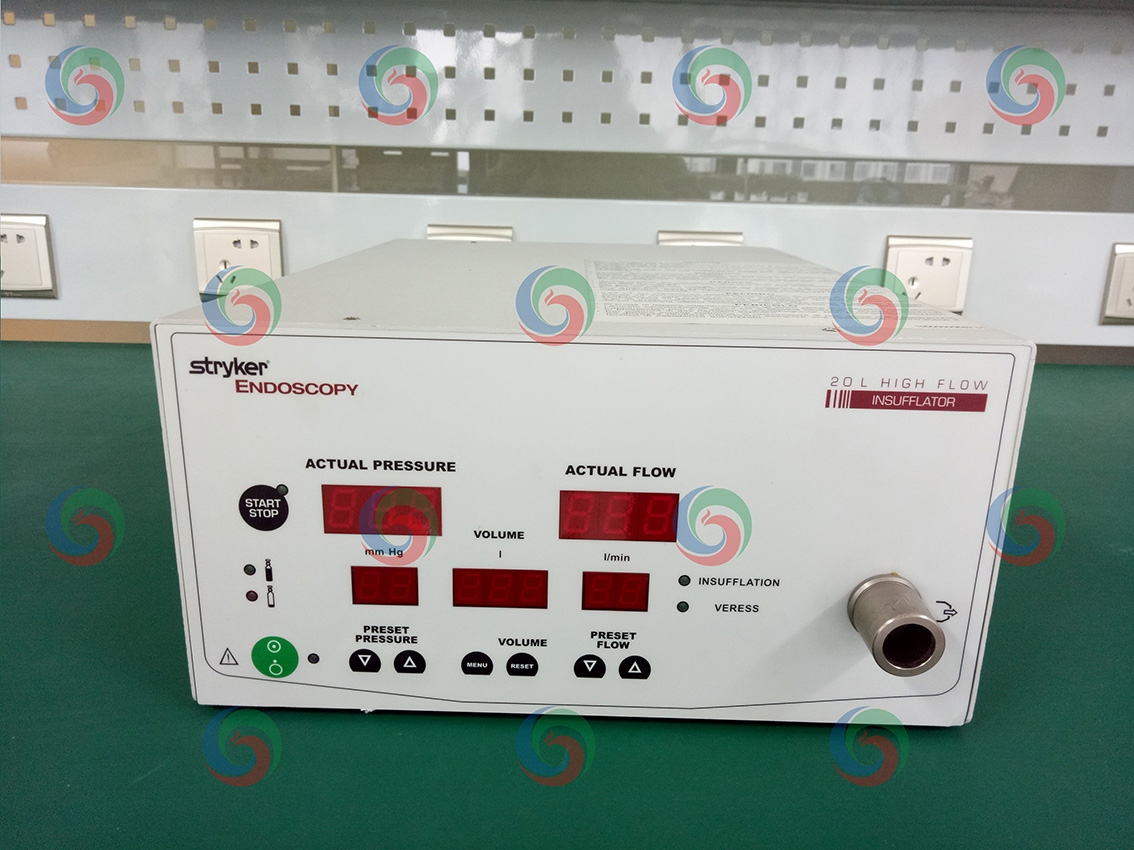 stryker®
ENDOSCOPY
20 L HIGH FLOW
INSUFFLATOR
ACTUAL PRESSURE
ACTUAL FLOW
START
STOP
mm Hg
VOLUME
l
l/min
INSUFFLATION
VERESS
PRESET
PRESSURE
VOLUME
PRESET
FLOW
MENU
RESET